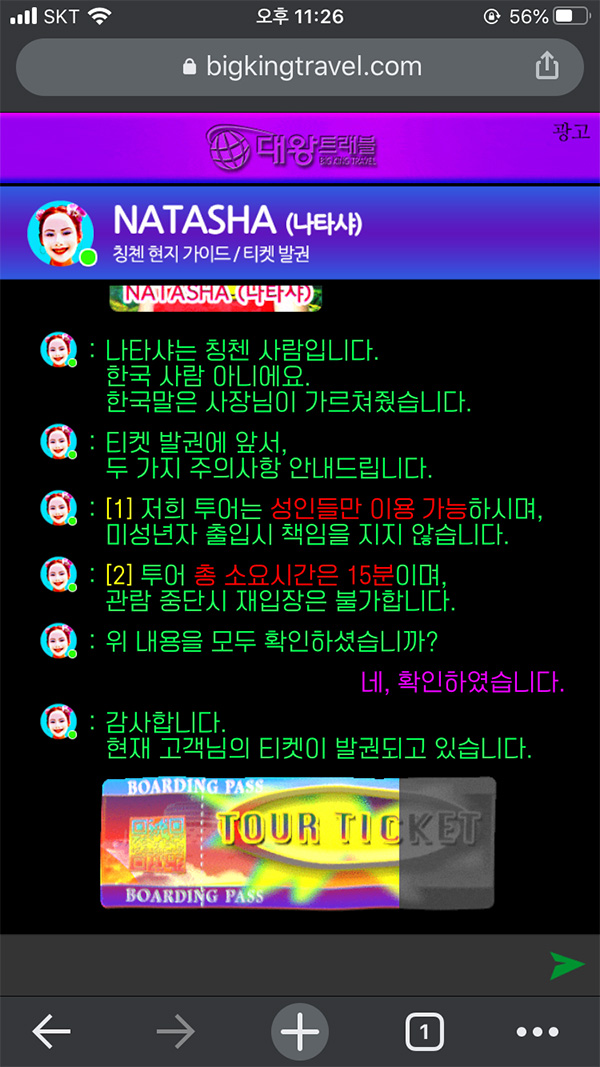 SKT 오후 11:26 56%
bigkingtravel.com
대왕트래블
BIG KING TRAVEL
광고
NATASHA (나타샤)
칭첸 현지 가이드 / 티켓 발권
NATASHA (나타샤)
: 나타샤는 칭첸 사람입니다.
한국 사람 아니에요.
한국말은 사장님이 가르쳐줬습니다.
: 티켓 발권에 앞서,
두 가지 주의사항 안내드립니다.
: [1] 저희 투어는 성인들만 이용 가능하시며,
미성년자 출입시 책임을 지지 않습니다.
: [2] 투어 총 소요시간은 15분이며,
관람 중단시 재입장은 불가합니다.
: 위 내용을 모두 확인하셨습니까?
네, 확인하였습니다.
: 감사합니다.
현재 고객님의 티켓이 발권되고 있습니다.
BOARDING PASS
TOUR TICKET
BOARDING PASS
1